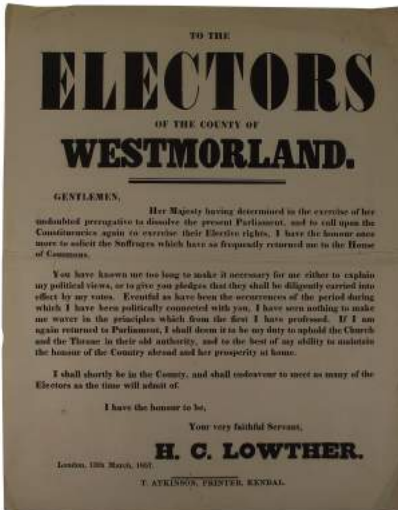 TO THE
ELECTORS
OF THE COUNTY OF
WESTMORLAND.
GENTLEMEN,
Her Majesty having determined in the exercise of her
undoubted prerogative to dissolve the present Parliament, and to call upon the
Constituencies again to exercise their Elective rights, I have the honour once
more to solicit the Suffrages which have so frequently returned me to the House
of Commons.
You have known me too long to make it necessary for me either to explain
my political views, or to give you pledges that they shall be diligently carried into
effect by my votes. Eventful as have been the occurrences of the period during
which I have been politically connected with you, I have seen nothing to make
me waver in the principles which from the first I have professed. If I am
again returned to Parliament, I shall deem it to be my duty to uphold the Church
and the Throne in their old authority, and to the best of my ability to maintain
the honour of the Country abroad and her prosperity at home.
I shall shortly be in the County, and shall endeavour to meet as many of the
Electors as the time will admit of.
I have the honour to be,
Your very faithful Servant,
H. C. LOWTHER.
London, March, 1857.
T. ATKINSON, PRINTER, KENDAL.